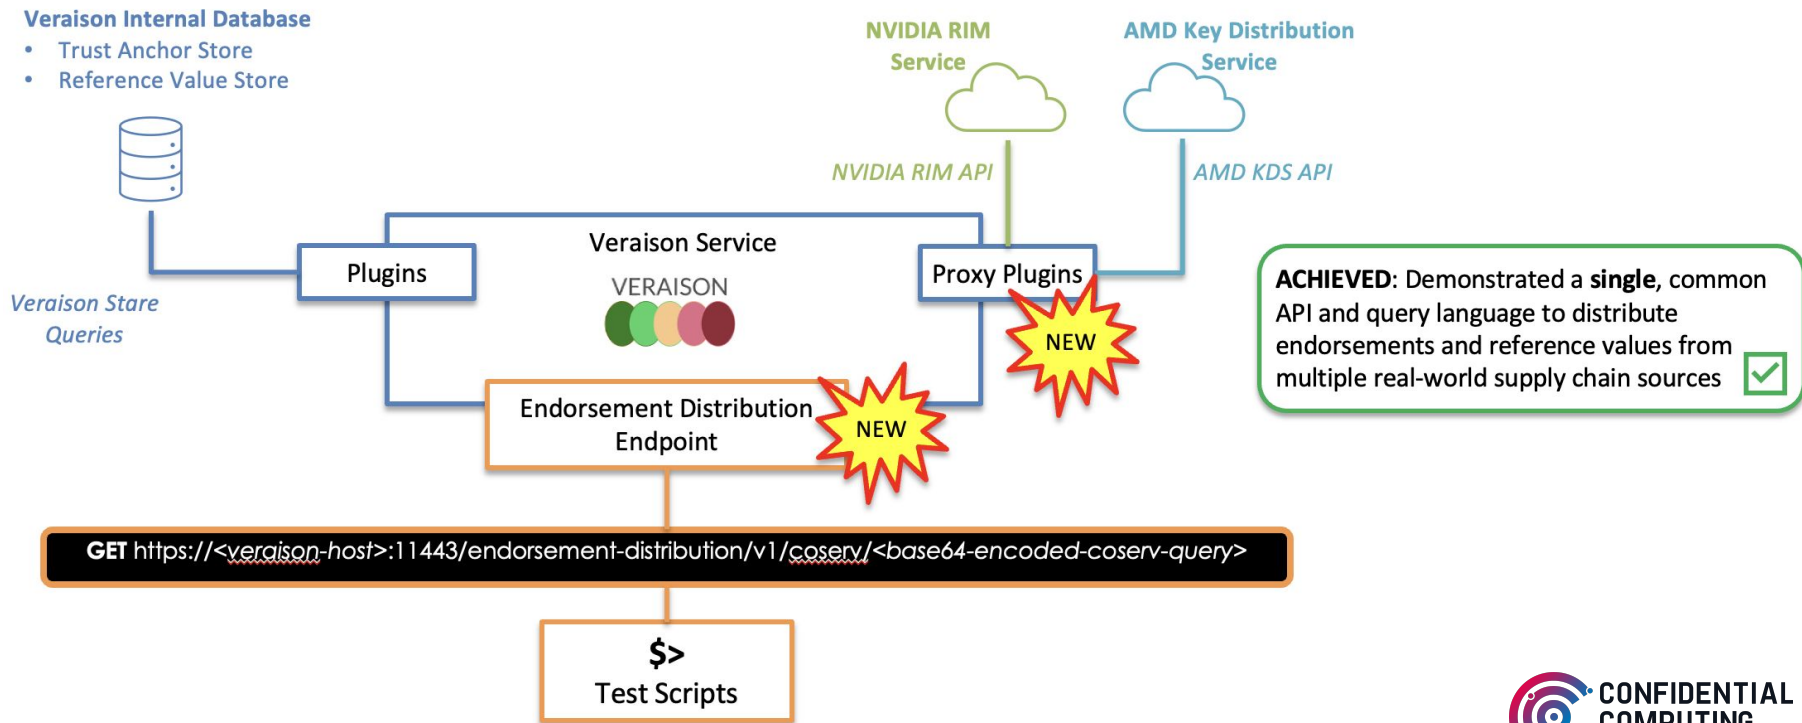 Veraison Internal Database
• Trust Anchor Store
• Reference Value Store
NVIDIA RIM
Service
AMD Key Distribution
Service
NVIDIA RIM API
AMD KDS API
Veraison Stare
Queries
Plugins
Veraison Service
VERAISON
Proxy Plugins
NEW
ACHIEVED: Demonstrated a single, common
API and query language to distribute
endorsements and reference values from
multiple real-world supply chain sources
Endorsement Distribution
Endpoint
NEW
GET https://<veraison-host>:11443/endorsement-distribution/v1/coserv/<base64-encoded-coserv-query>
$>
Test Scripts
CONFIDENTIAL
COMPUTING